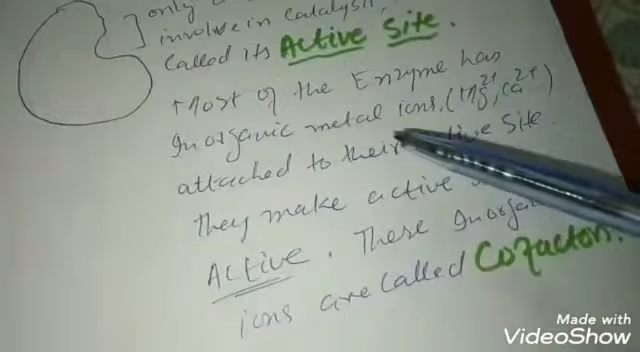 only
involve in catalysis,
called its Active Site.
Most of the Enzyme has
Inorganic metal ions. (Mg2+, Ca2+)
attached to their Site.
they make active
ACTIVE. These
ions are called Cofactors.
Made with
VideoShow